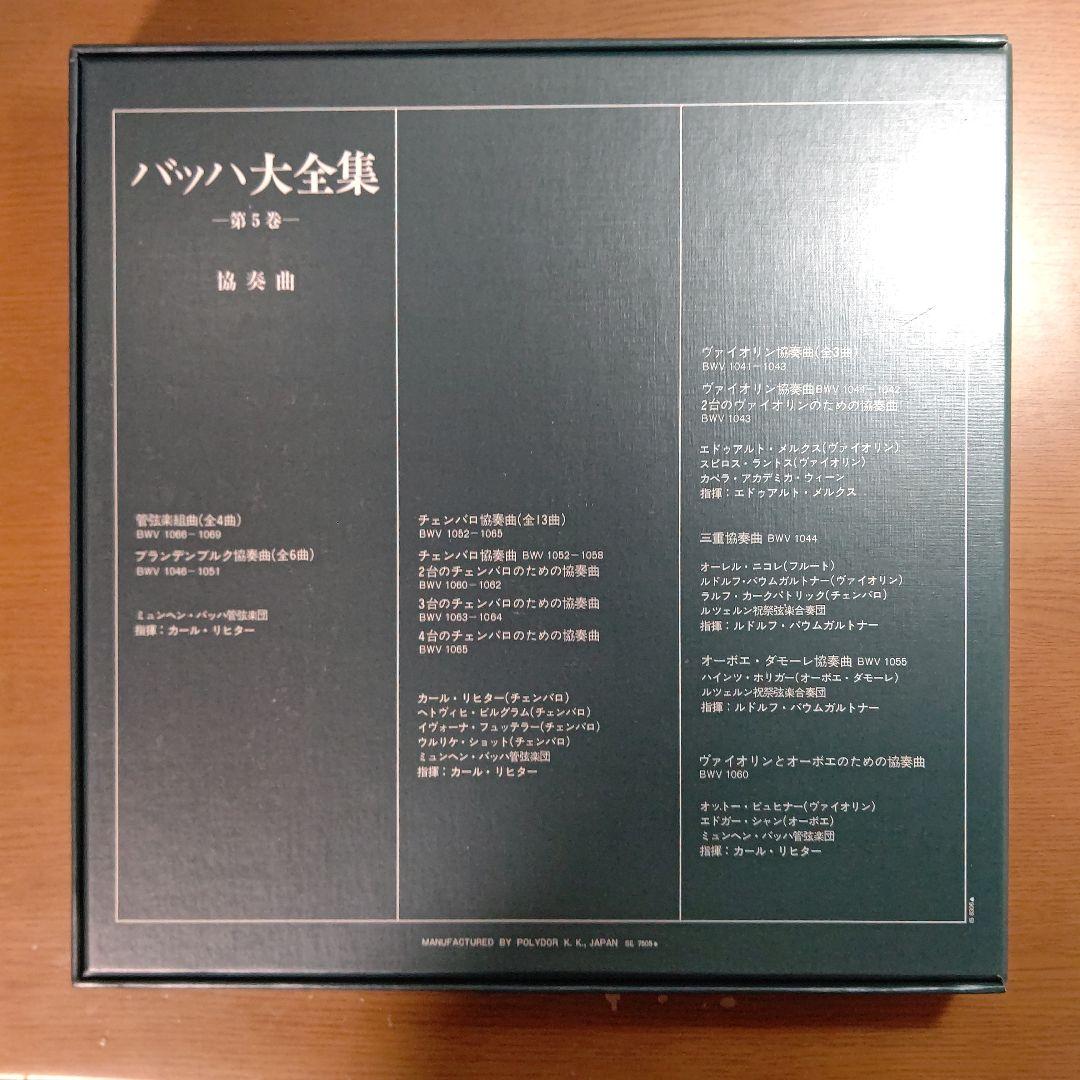 バッハ大全集
―第5巻―
協奏曲
管弦楽組曲(全4曲)
BWV 1066−1069
ブランデンブルク協奏曲(全6曲)
BWV 1046−1051
ミュンヘン・バッハ管弦楽団
指揮:カール・リヒター
チェンバロ協奏曲(全13曲)
BWV 1052−1065
チェンバロ協奏曲 BWV 1052−1058
2台のチェンバロのための協奏曲
BWV 1060−1062
3台のチェンバロのための協奏曲
BWV 1063−1064
4台のチェンバロのための協奏曲
BWV 1065
カール・リヒター(チェンバロ)
ヘトヴィヒ・ビルグラム(チェンバロ)
イヴォーナ・フュッテラー(チェンバロ)
ウルリケ・ショット(チェンバロ)
ミュンヘン・バッハ管弦楽団
指揮:カール・リヒター
ヴァイオリン協奏曲(全3曲)
BWV 1041−1043
ヴァイオリン協奏曲BWV 1041−1042
2台のヴァイオリンのための協奏曲
BWV 1043
エドゥアルト・メルクス(ヴァイオリン)
スピロス・ラントス(ヴァイオリン)
カペラ・アカデミカ・ウィーン
指揮:エドゥアルト・メルクス
三重協奏曲 BWV 1044
オーレル・ニコレ(フルート)
ルドルフ・バウムガルトナー(ヴァイオリン)
ラルフ・カークパトリック(チェンバロ)
ルツェルン祝祭弦楽合奏団
指揮:ルドルフ・バウムガルトナー
オーボエ・ダモーレ協奏曲 BWV 1055
ハインツ・ホリガー(オーボエ・ダモーレ)
ルツェルン祝祭弦楽合奏団
指揮:ルドルフ・バウムガルトナー
ヴァイオリンとオーボエのための協奏曲
BWV 1060
オットー・ビュヒナー(ヴァイオリン)
エドガー・シャン(オーボエ)
ミュンヘン・バッハ管弦楽団
指揮:カール・リヒター
MANUFACTURED BY POLYDOR K. K., JAPAN